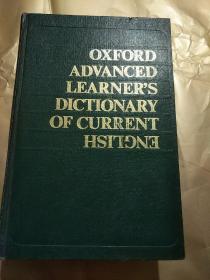 OXFORD
ADVANCED
LEARNER'S
DICTIONARY
OF CURRENT
ENGLISH